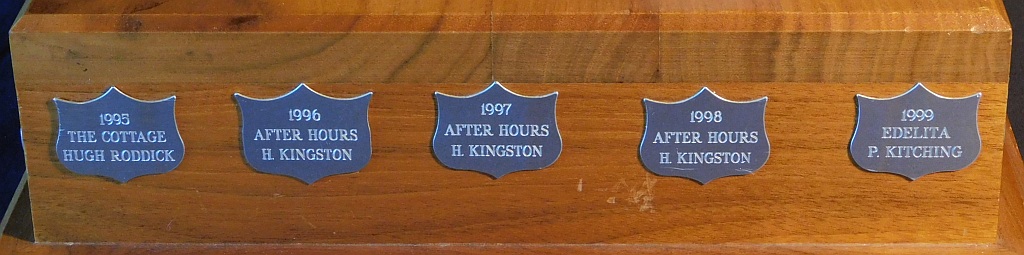 1995
THE COTTAGE
HUGH RODDICK
1996
AFTER HOURS
H. KINGSTON
1997
AFTER HOURS
H. KINGSTON
1998
AFTER HOURS
H. KINGSTON
1999
EDELITA
P. KITCHING